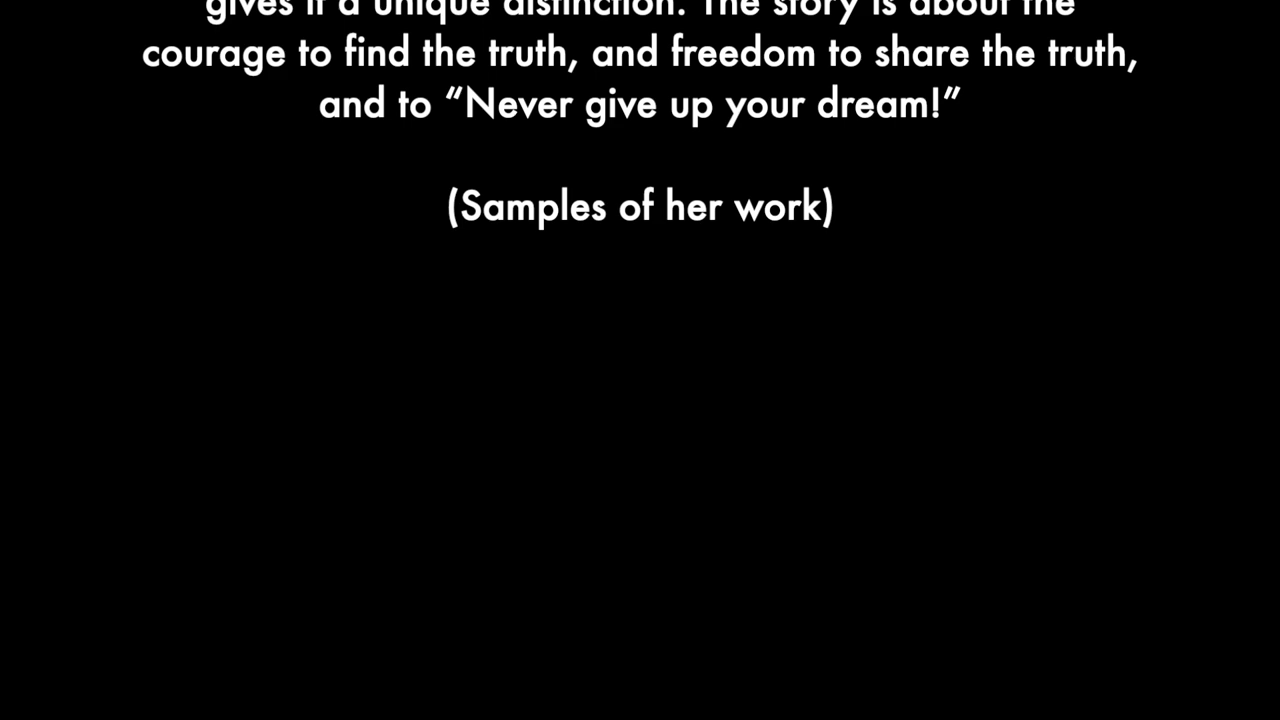 gives it a unique distinction. The story is about the
courage to find the truth, and freedom to share the truth,
and to “Never give up your dream!”
(Samples of her work)